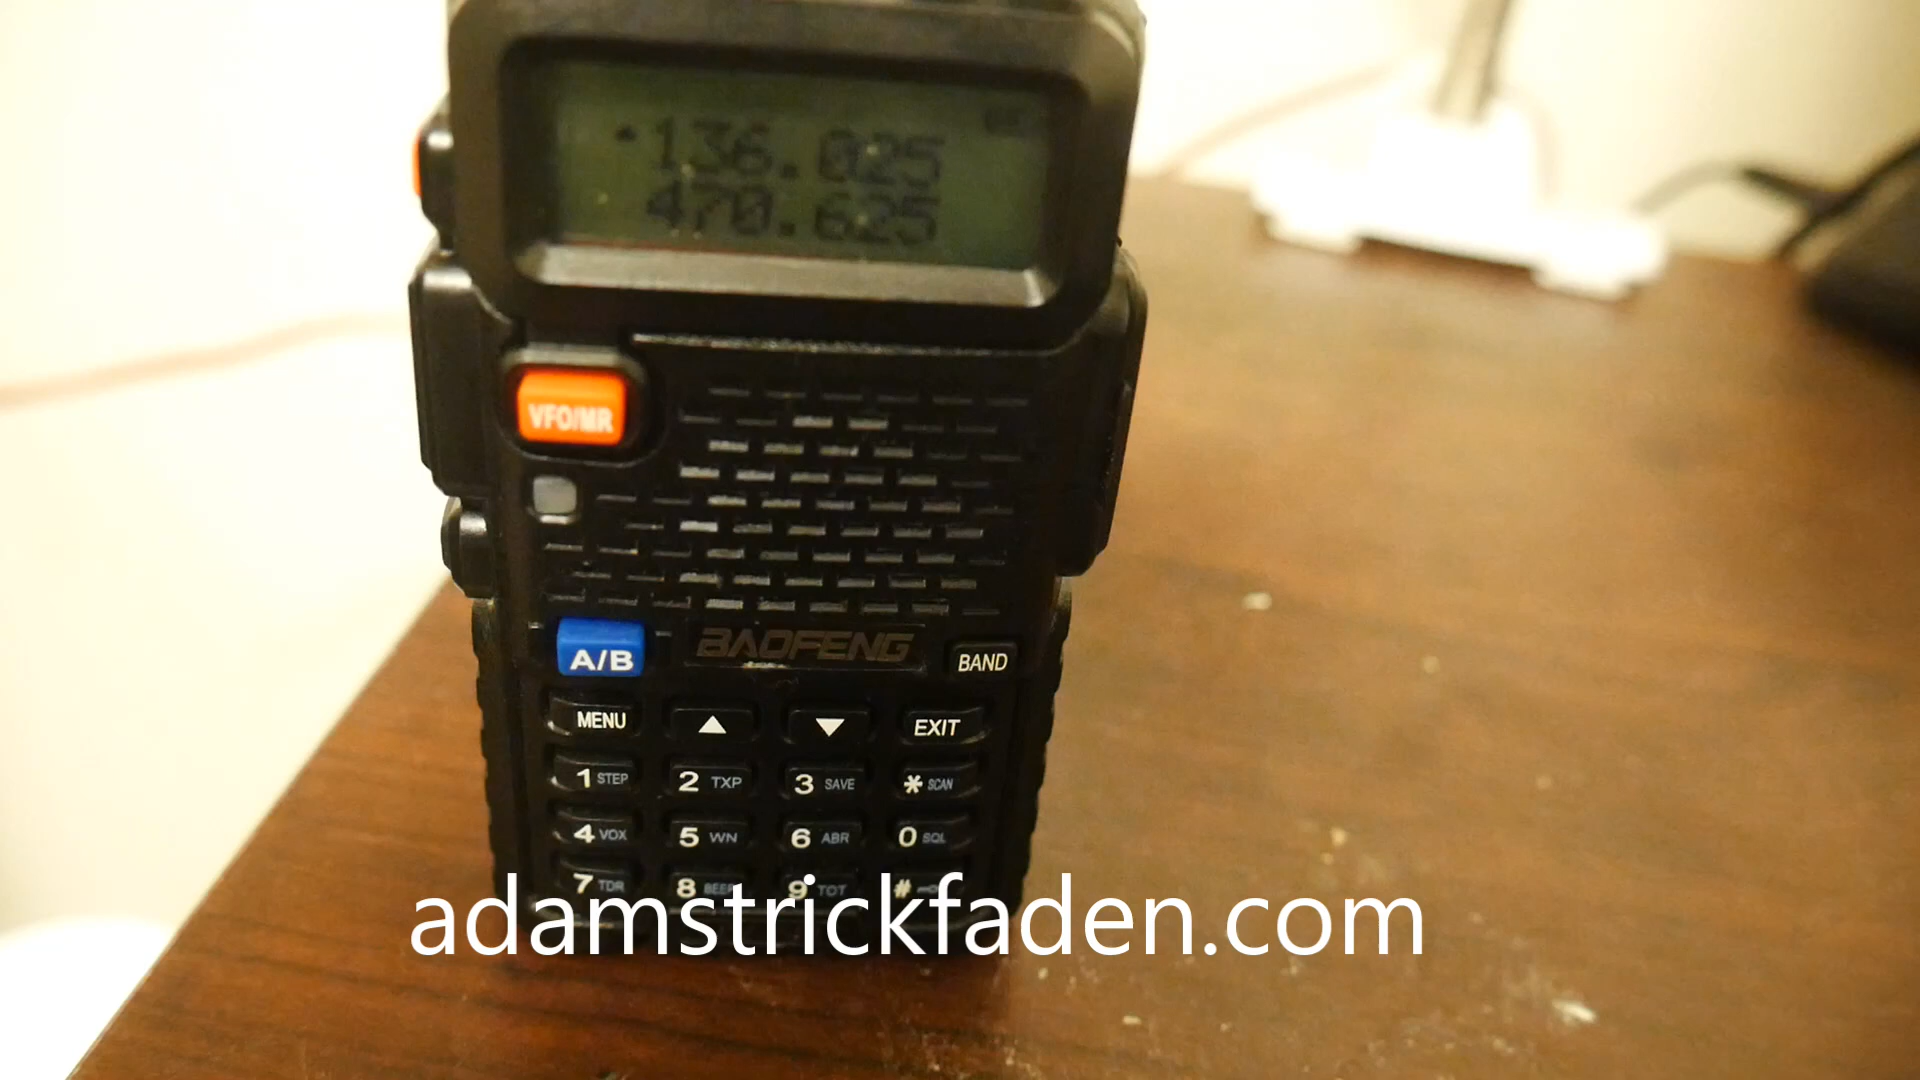 136.025
470.625
VFO/MR
A/B
BAOFENG
BAND
MENU ▲ ▼ EXIT
1 STEP 2 TXP 3 SAVE * SCAN
4 VOX 5 WN 6 ABR 0 SQL
7 TDR 8 BEEP 9 TOT #
adamstrickfaden.com